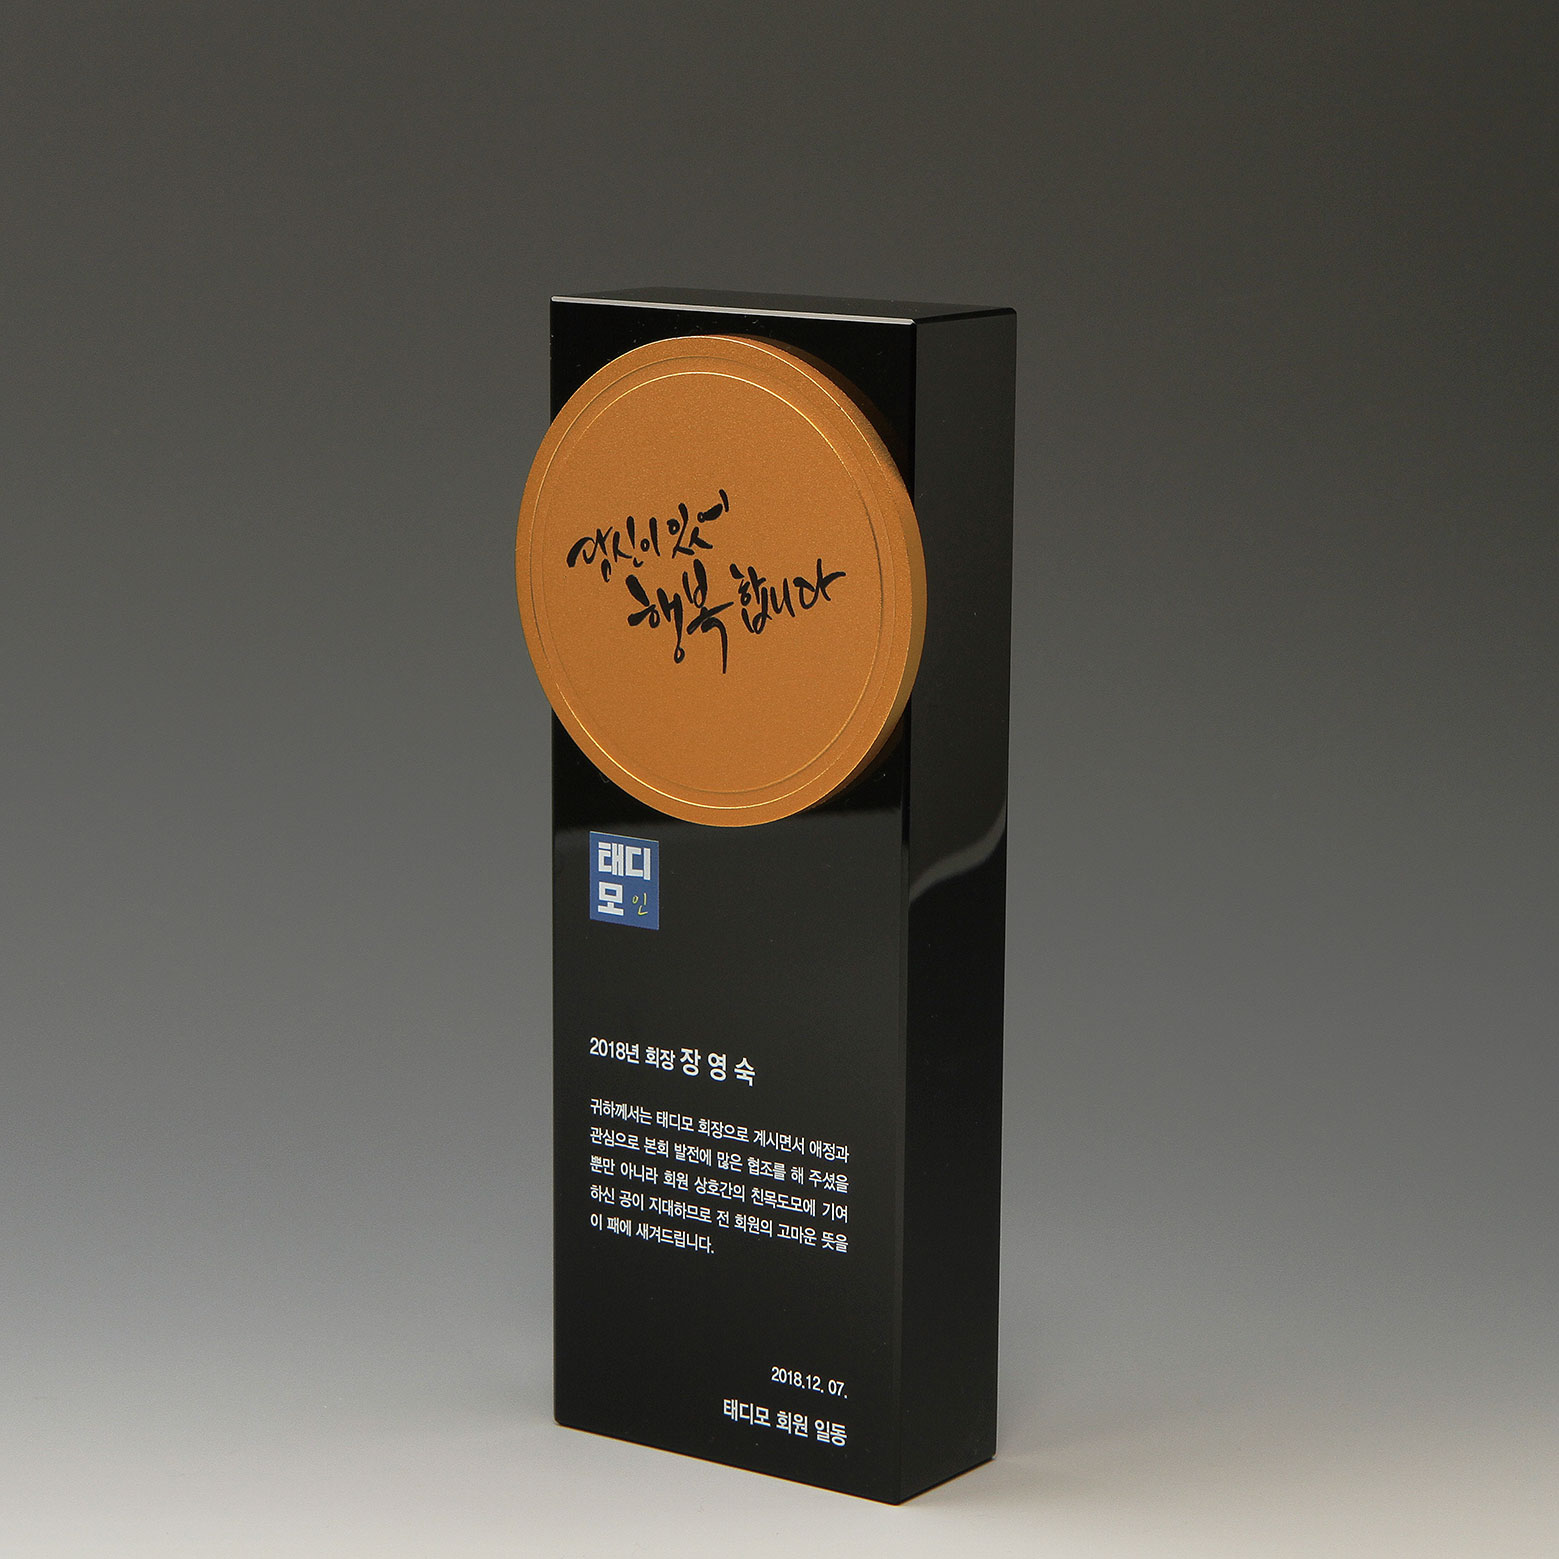 당신이 있어
행복합니다
태디
모인
2018년 회장 장영숙
귀하께서는 태디모 회장으로 계시면서 애정과
관심으로 본회 발전에 많은 협조를 해 주셨을
뿐만 아니라 회원 상호간의 친목도모에 기여
하신 공이 지대하므로 전 회원의 고마운 뜻을
이 패에 새겨드립니다.
2018.12. 07.
태디모 회원 일동